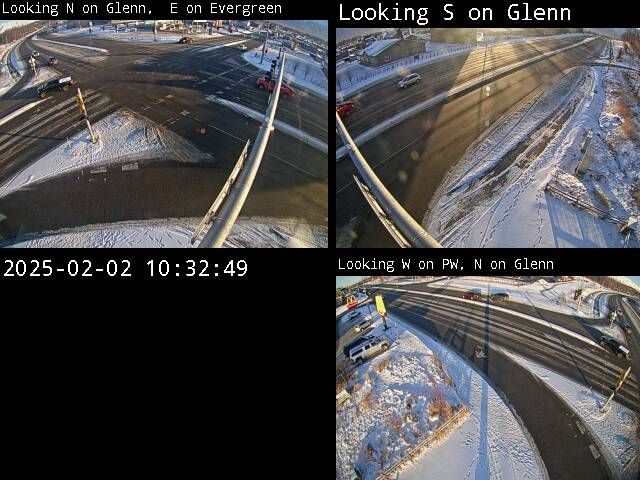 Looking N on Glenn,  E on Evergreen
Looking S on Glenn
2025-02-02 10:32:49
Looking W on PW, N on Glenn